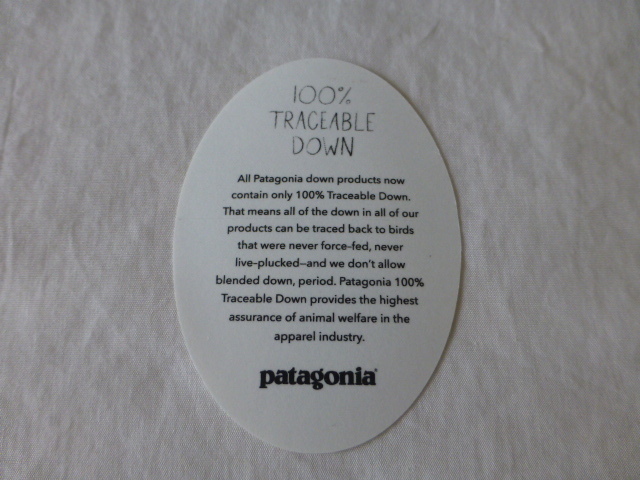 100%
TRACEABLE
DOWN
All Patagonia down products now
contain only 100% Traceable Down.
That means all of the down in all of our
products can be traced back to birds
that were never force-fed, never
live-plucked—and we don't allow
blended down, period. Patagonia 100%
Traceable Down provides the highest
assurance of animal welfare in the
apparel industry.
patagonia®